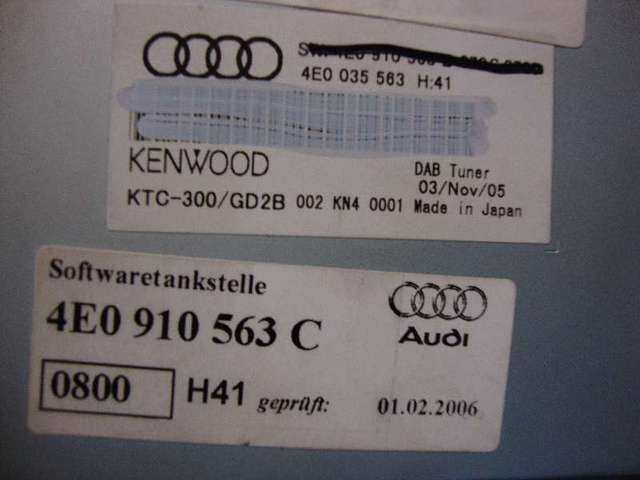 4E0 035 563 H:41
KENWOOD
DAB Tuner
03/Nov/05
KTC-300/GD2B 002 KN4 0001 Made in Japan
Softwaretankstelle
4E0 910 563 C
Audi
0800 H41 geprüft: 01.02.2006